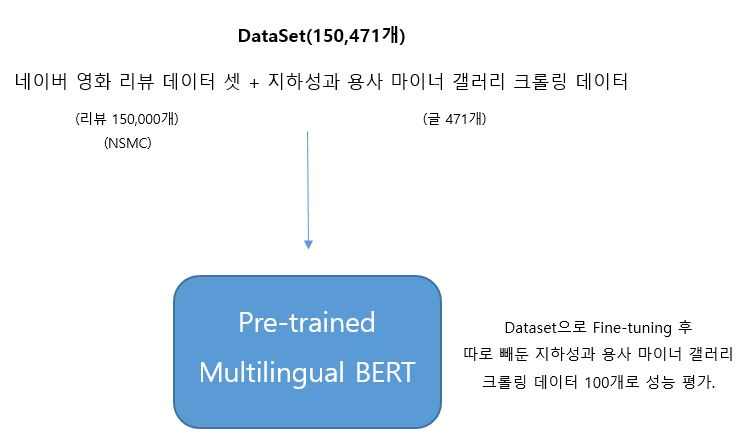 DataSet(150,471개)
네이버 영화 리뷰 데이터 셋 + 지하성과 용사 마이너 갤러리 크롤링 데이터
(리뷰 150,000개) (글 471개)
(NSMC)
Pre-trained
Multilingual BERT
Dataset으로 Fine-tuning 후
따로 빼둔 지하성과 용사 마이너 갤러리
크롤링 데이터 100개로 성능 평가.